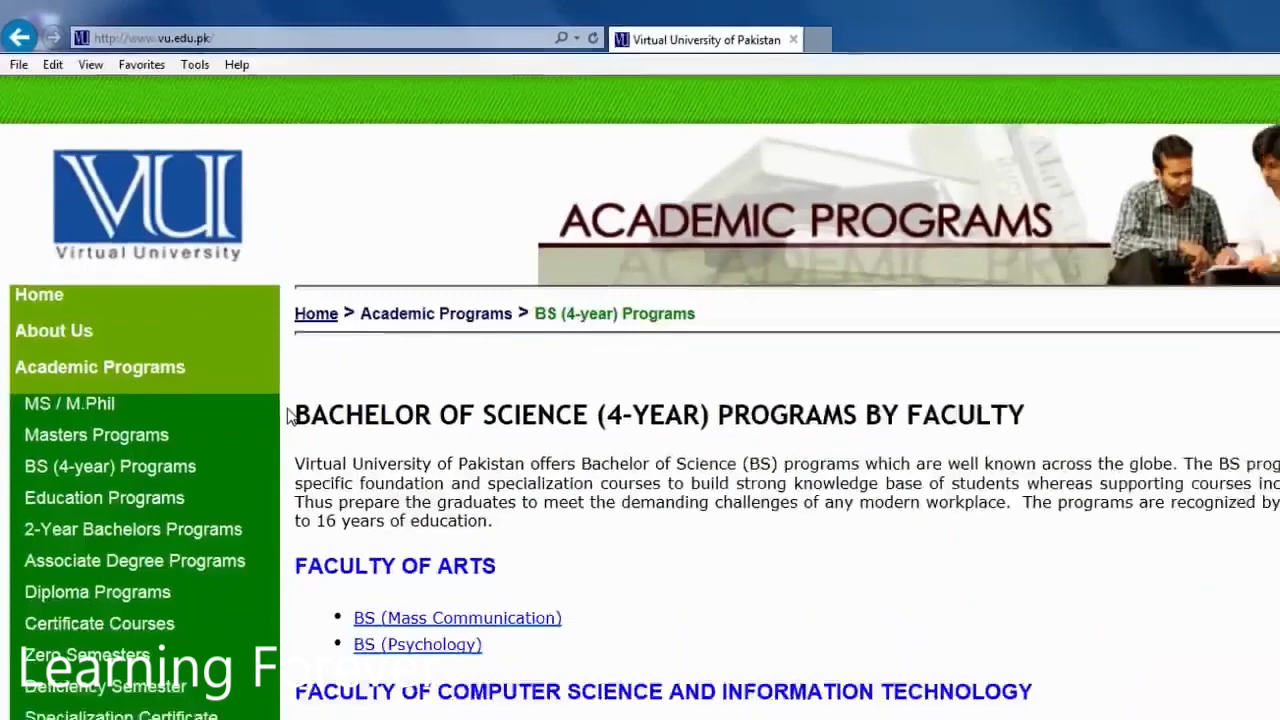 http://www.vu.edu.pk/
Virtual University of Pakistan
File Edit View Favorites Tools Help
VU
Virtual University
ACADEMIC PROGRAMS
Home
About Us
Academic Programs
MS / M.Phil
Masters Programs
BS (4-year) Programs
Education Programs
2-Year Bachelors Programs
Associate Degree Programs
Diploma Programs
Certificate Courses
Zero Semesters
Deficiency Semester
Specialization Certificate
Learning Forever
Home > Academic Programs > BS (4-year) Programs
BACHELOR OF SCIENCE (4-YEAR) PROGRAMS BY FACULTY
Virtual University of Pakistan offers Bachelor of Science (BS) programs which are well known across the globe. The BS prog
specific foundation and specialization courses to build strong knowledge base of students whereas supporting courses inc
Thus prepare the graduates to meet the demanding challenges of any modern workplace. The programs are recognized by
to 16 years of education.
FACULTY OF ARTS
• BS (Mass Communication)
• BS (Psychology)
FACULTY OF COMPUTER SCIENCE AND INFORMATION TECHNOLOGY